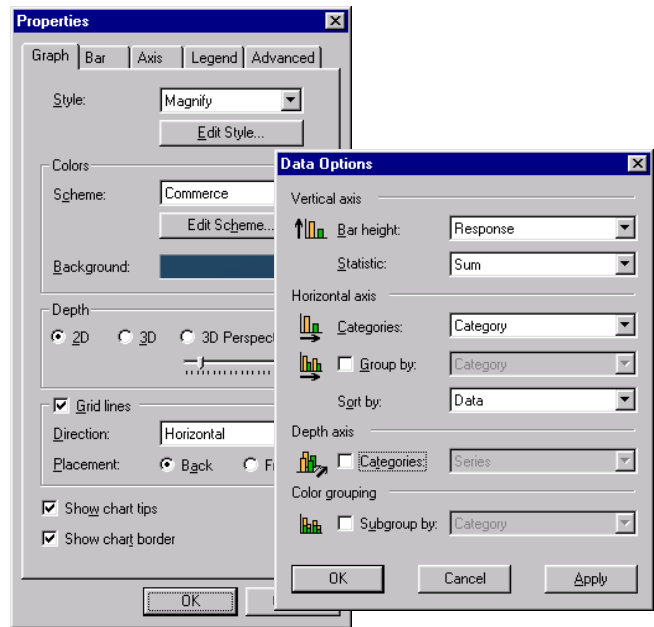 Properties
Graph Bar Axis Legend Advanced
Style: Magnify
Edit Style...
Colors
Scheme: Commerce
Edit Scheme...
Background:
Depth
2D 3D 3D Perspec
Grid lines
Direction: Horizontal
Placement: Back F
Show chart tips
Show chart border
OK
Data Options
Vertical axis
Bar height: Response
Statistic: Sum
Horizontal axis
Categories: Category
Group by: Category
Sort by: Data
Depth axis
Categories: Series
Color grouping
Subgroup by: Category
OK Cancel Apply